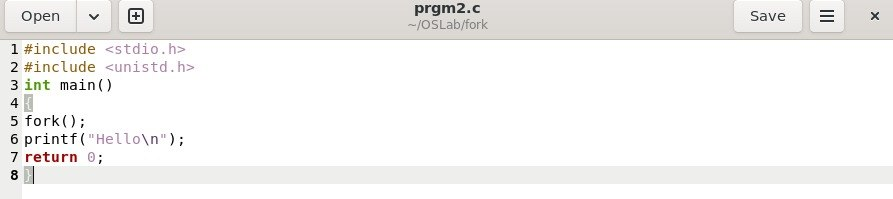 Open
prgm2.c
~/OSLab/fork
Save
1 #include <stdio.h>
2 #include <unistd.h>
3 int main()
4 {
5 fork();
6 printf("Hello\n");
7 return 0;
8 }